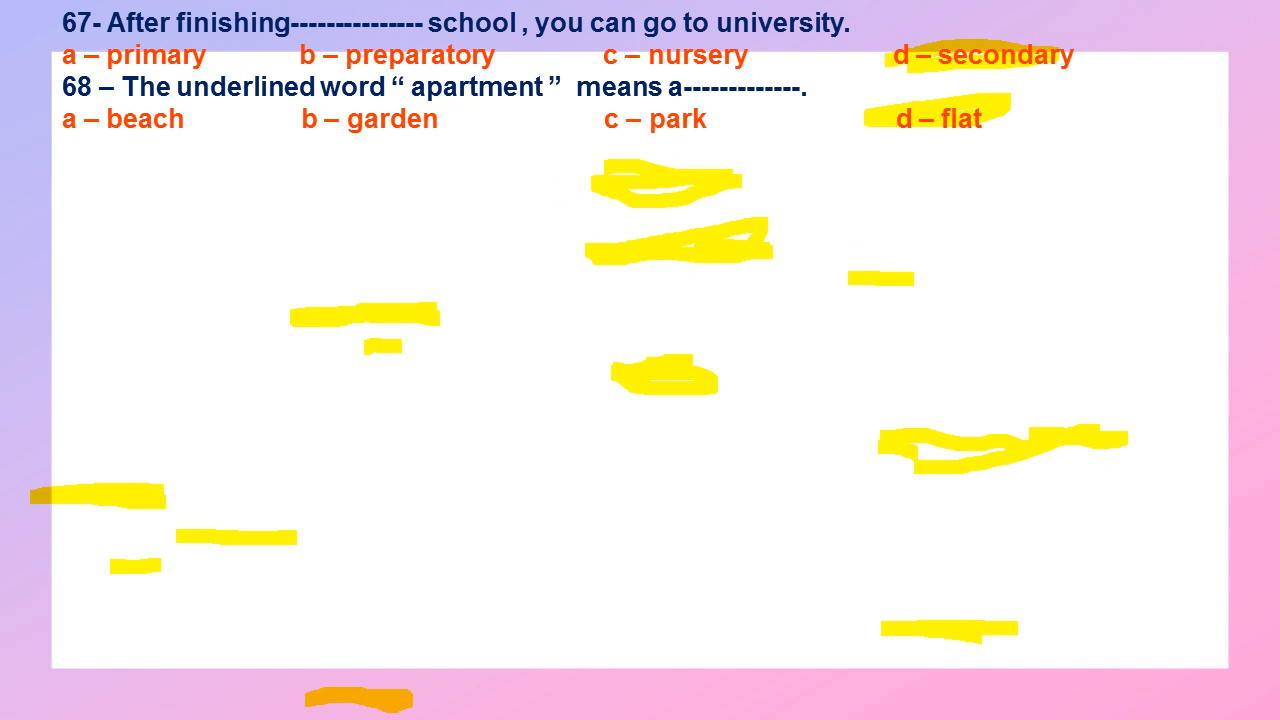 67- After finishing--------------- school , you can go to university.
a – primary b – preparatory c – nursery d – secondary
68 – The underlined word “ apartment ” means a-------------.
a – beach b – garden c – park d – flat